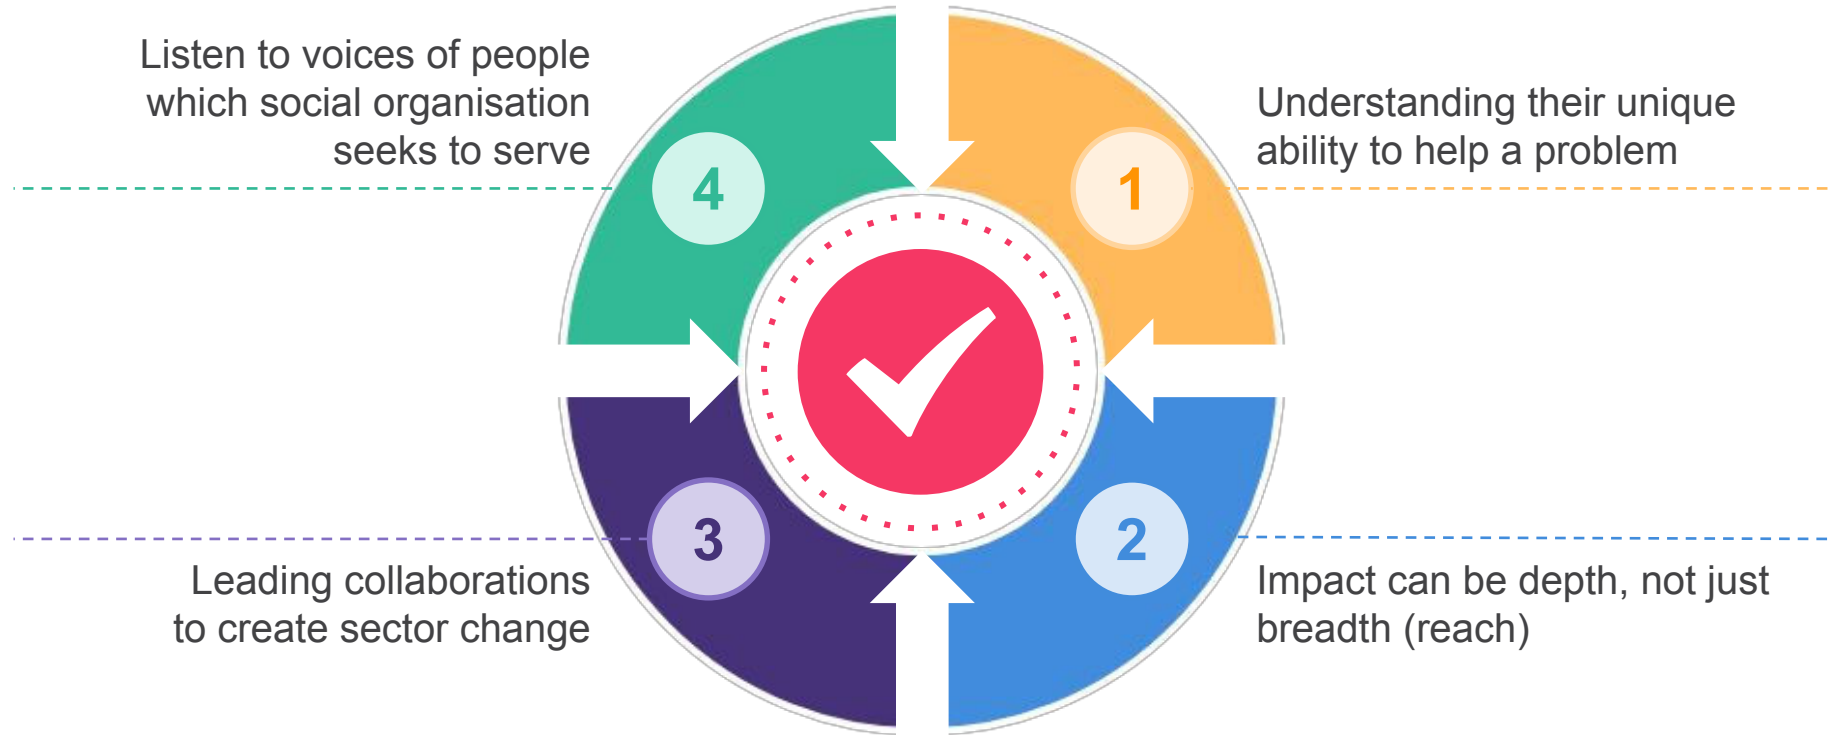 Listen to voices of people
which social organisation
seeks to serve
4
1
Understanding their unique
ability to help a problem
3
Leading collaborations
to create sector change
2
Impact can be depth, not just
breadth (reach)